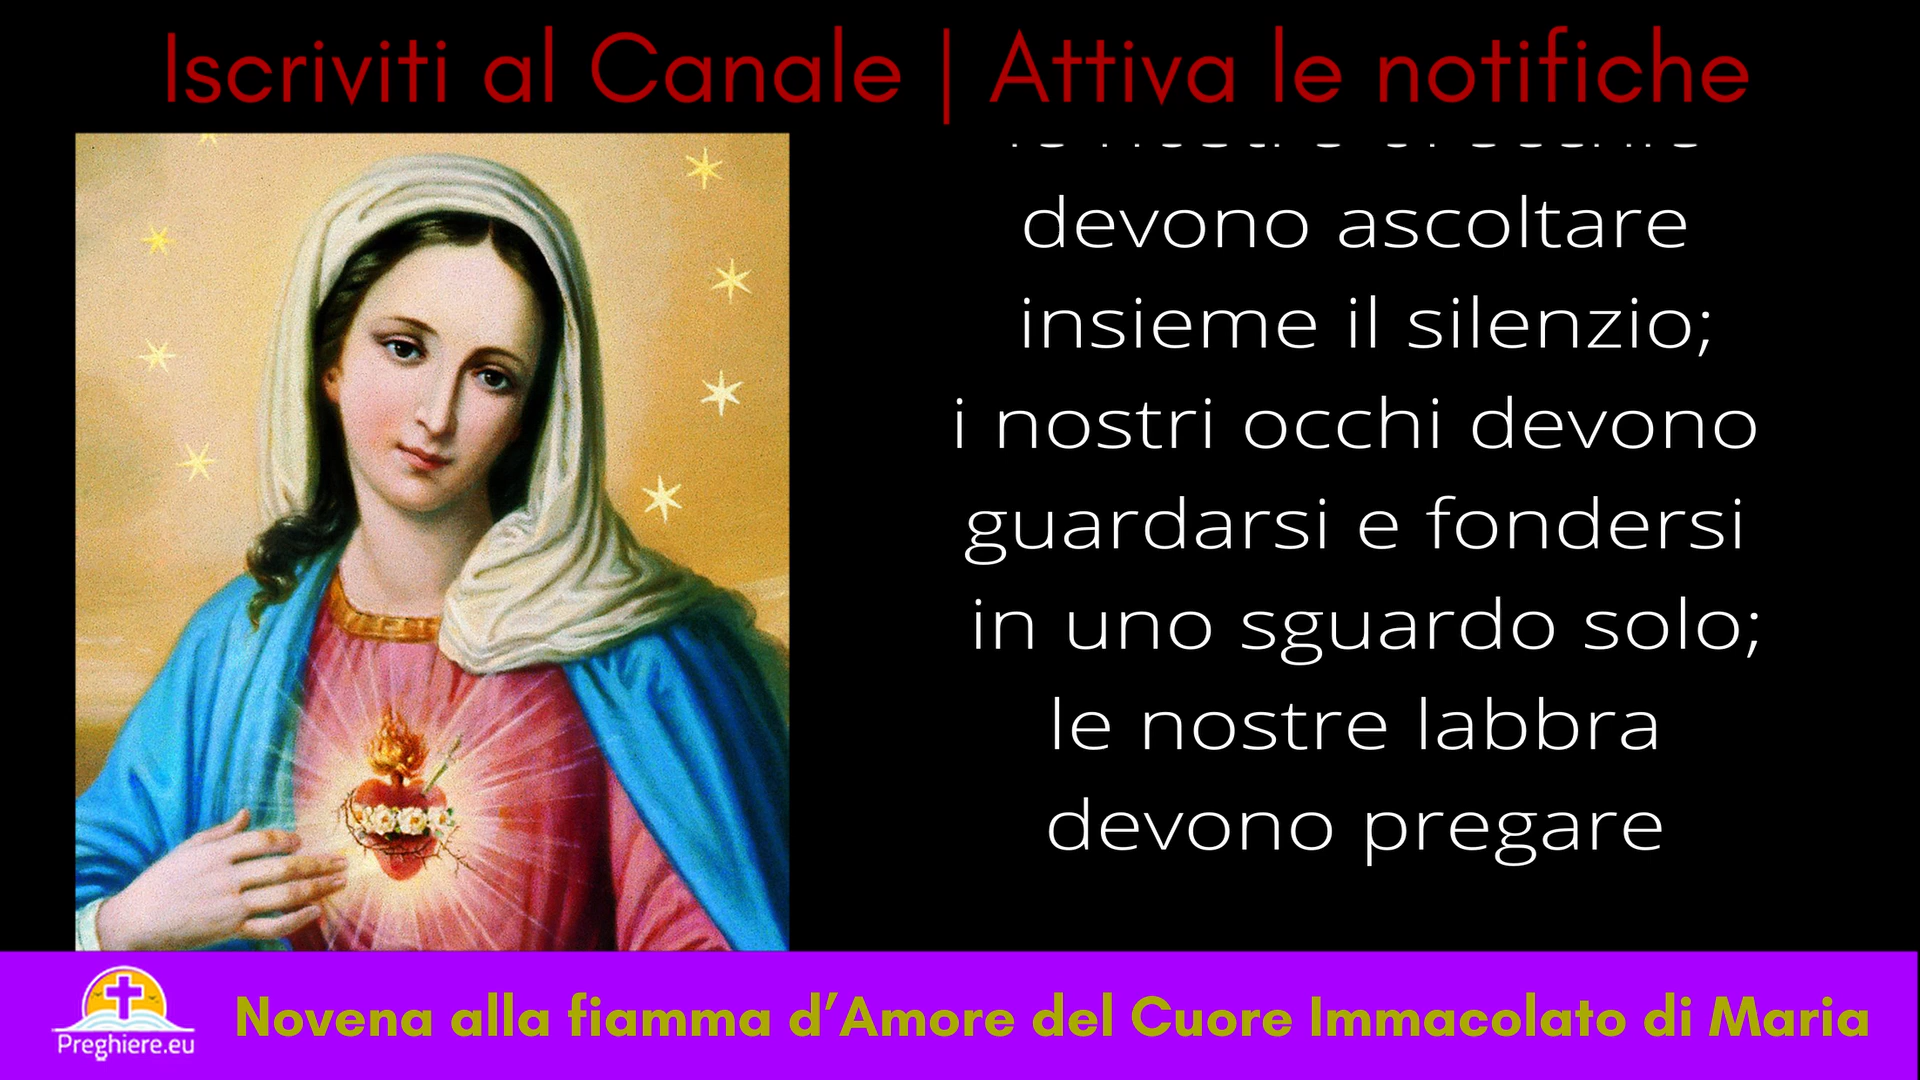 Iscriviti al Canale | Attiva le notifiche
devono ascoltare
insieme il silenzio;
i nostri occhi devono
guardarsi e fondersi
in uno sguardo solo;
le nostre labbra
devono pregare
Preghiere.eu
Novena alla fiamma d’Amore del Cuore Immacolato di Maria